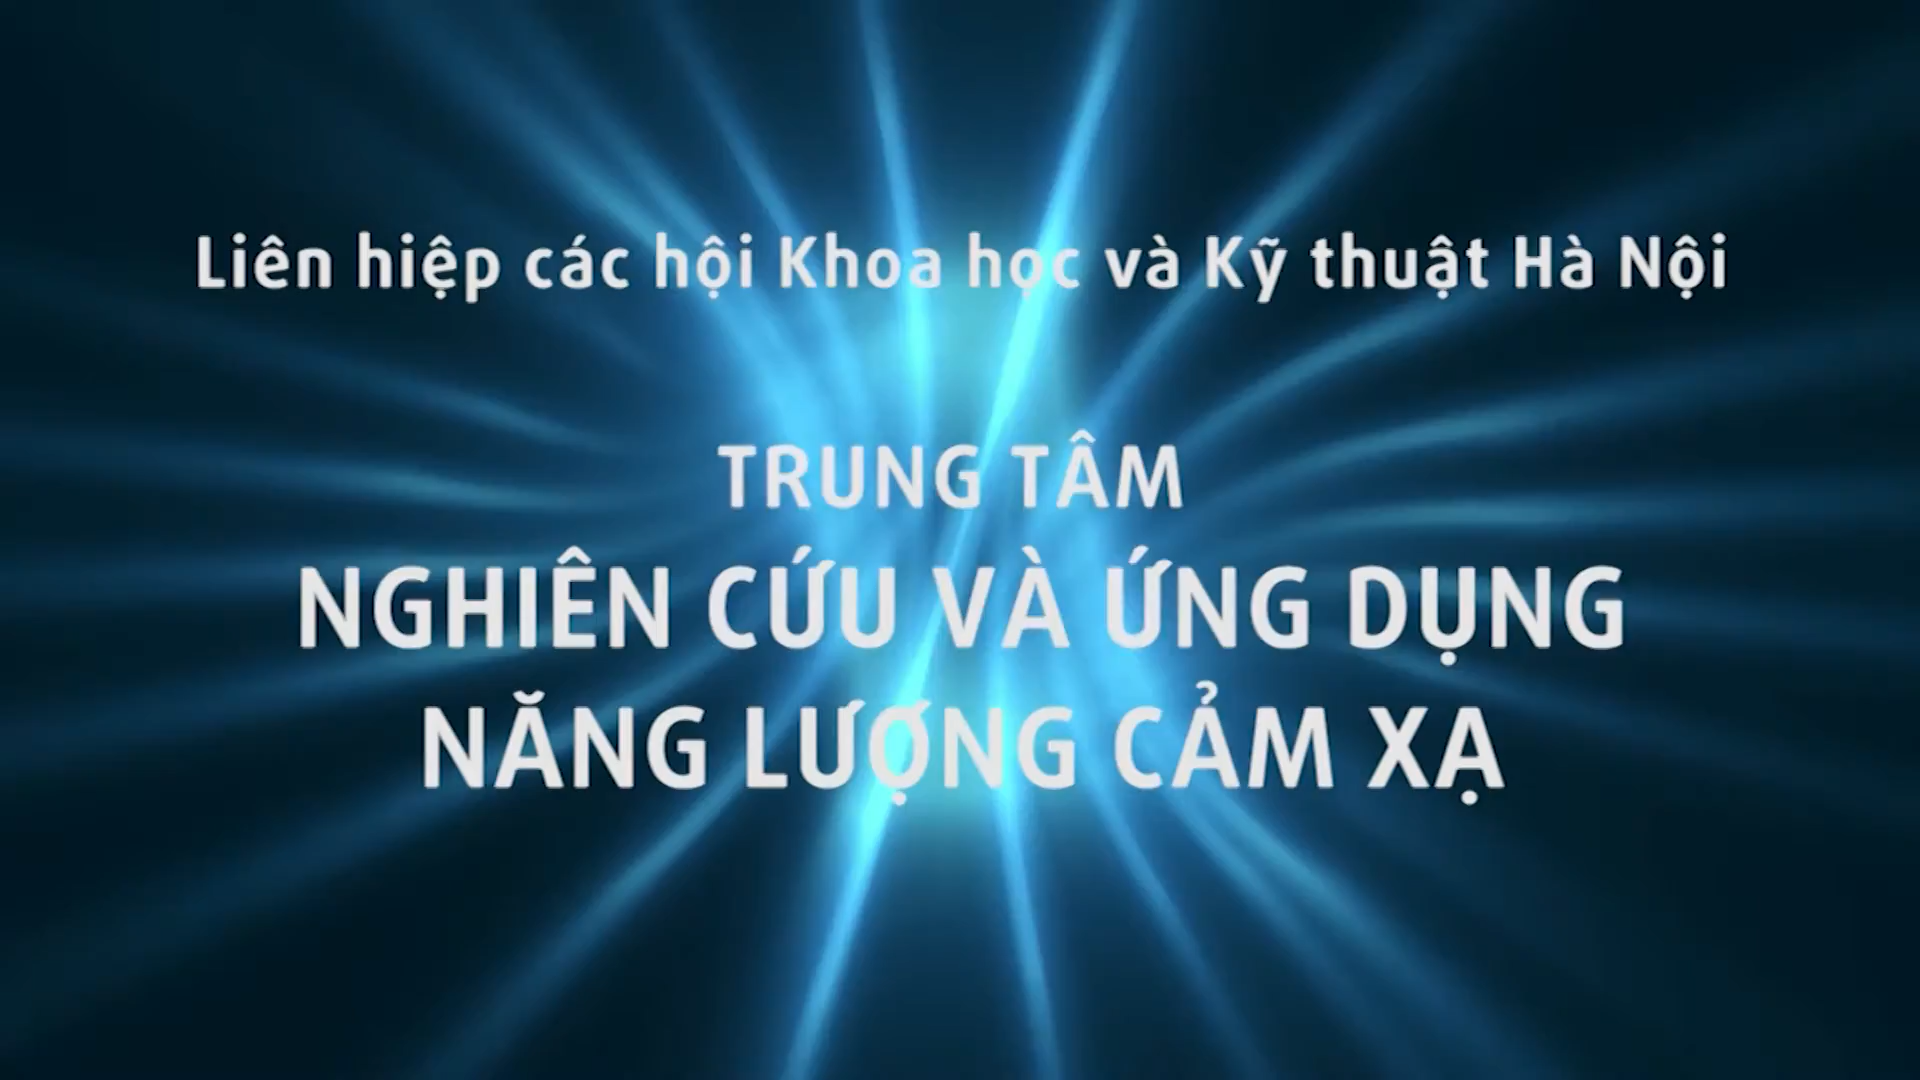 Liên hiệp các hội Khoa học và Kỹ thuật Hà Nội
TRUNG TÂM
NGHIÊN CỨU VÀ ỨNG DỤNG
NĂNG LƯỢNG CẢM XẠ